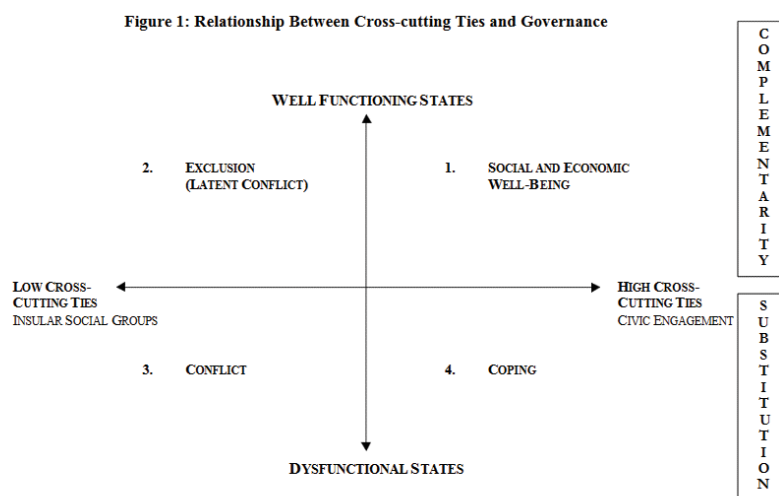 Figure 1: Relationship Between Cross-cutting Ties and Governance
WELL FUNCTIONING STATES
2. EXCLUSION
(LATENT CONFLICT)
1. SOCIAL AND ECONOMIC
WELL-BEING
LOW CROSS-
CUTTING TIES
INSULAR SOCIAL GROUPS
HIGH CROSS-
CUTTING TIES
CIVIC ENGAGEMENT
3. CONFLICT
4. COPING
DYSFUNCTIONAL STATES
COMPLEMENTARITY
SUBSTITUTION